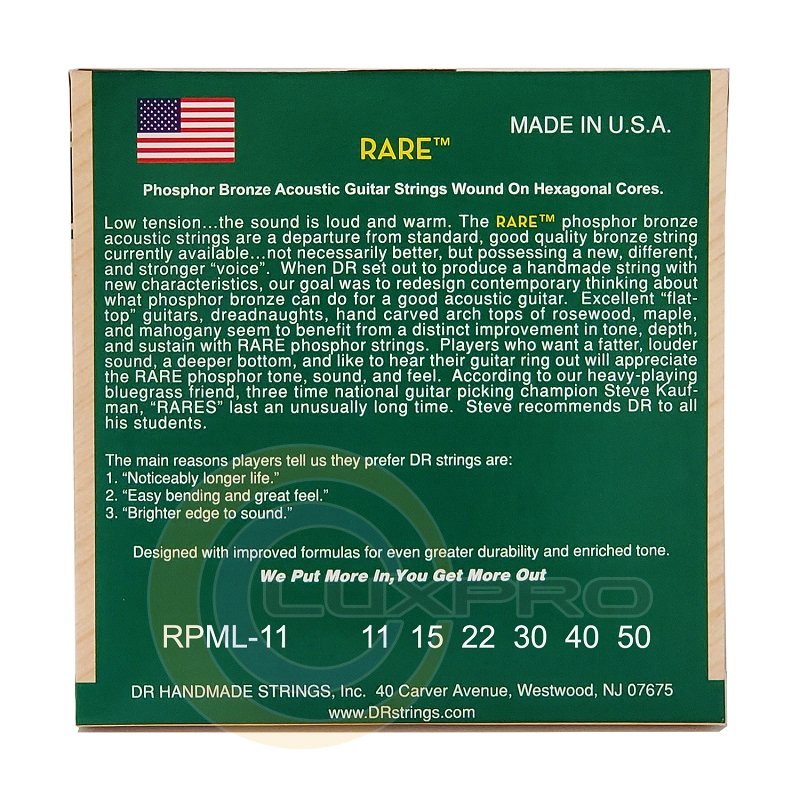 MADE IN U.S.A.
RARE™
Phosphor Bronze Acoustic Guitar Strings Wound On Hexagonal Cores.
Low tension...the sound is loud and warm. The RARE™ phosphor bronze
acoustic strings are a departure from standard, good quality bronze string
currently available...not necessarily better, but possessing a new, different,
and stronger "voice". When DR set out to produce a handmade string with
new characteristics, our goal was to redesign contemporary thinking about
what phosphor bronze can do for a good acoustic guitar. Excellent "flat-
top" guitars, dreadnaughts, hand carved arch tops of rosewood, maple,
and mahogany seem to benefit from a distinct improvement in tone, depth,
and sustain with RARE phosphor strings. Players who want a fatter, louder
sound, a deeper bottom, and like to hear their guitar ring out will appreciate
the RARE phosphor tone, sound, and feel. According to our heavy-playing
bluegrass friend, three time national guitar picking champion Steve Kauf-
man, "RARES" last an unusually long time. Steve recommends DR to all
his students.
The main reasons players tell us they prefer DR strings are:
1. "Noticeably longer life."
2. "Easy bending and great feel."
3. "Brighter edge to sound."
Designed with improved formulas for even greater durability and enriched tone.
We Put More In,You Get More Out
LUXPRO
RPML-11 11 15 22 30 40 50
DR HANDMADE STRINGS, Inc. 40 Carver Avenue, Westwood, NJ 07675
www.DRstrings.com